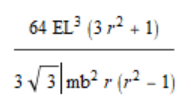 64 EL³ (3 r² + 1)
3 √3 mb² r (r² − 1)